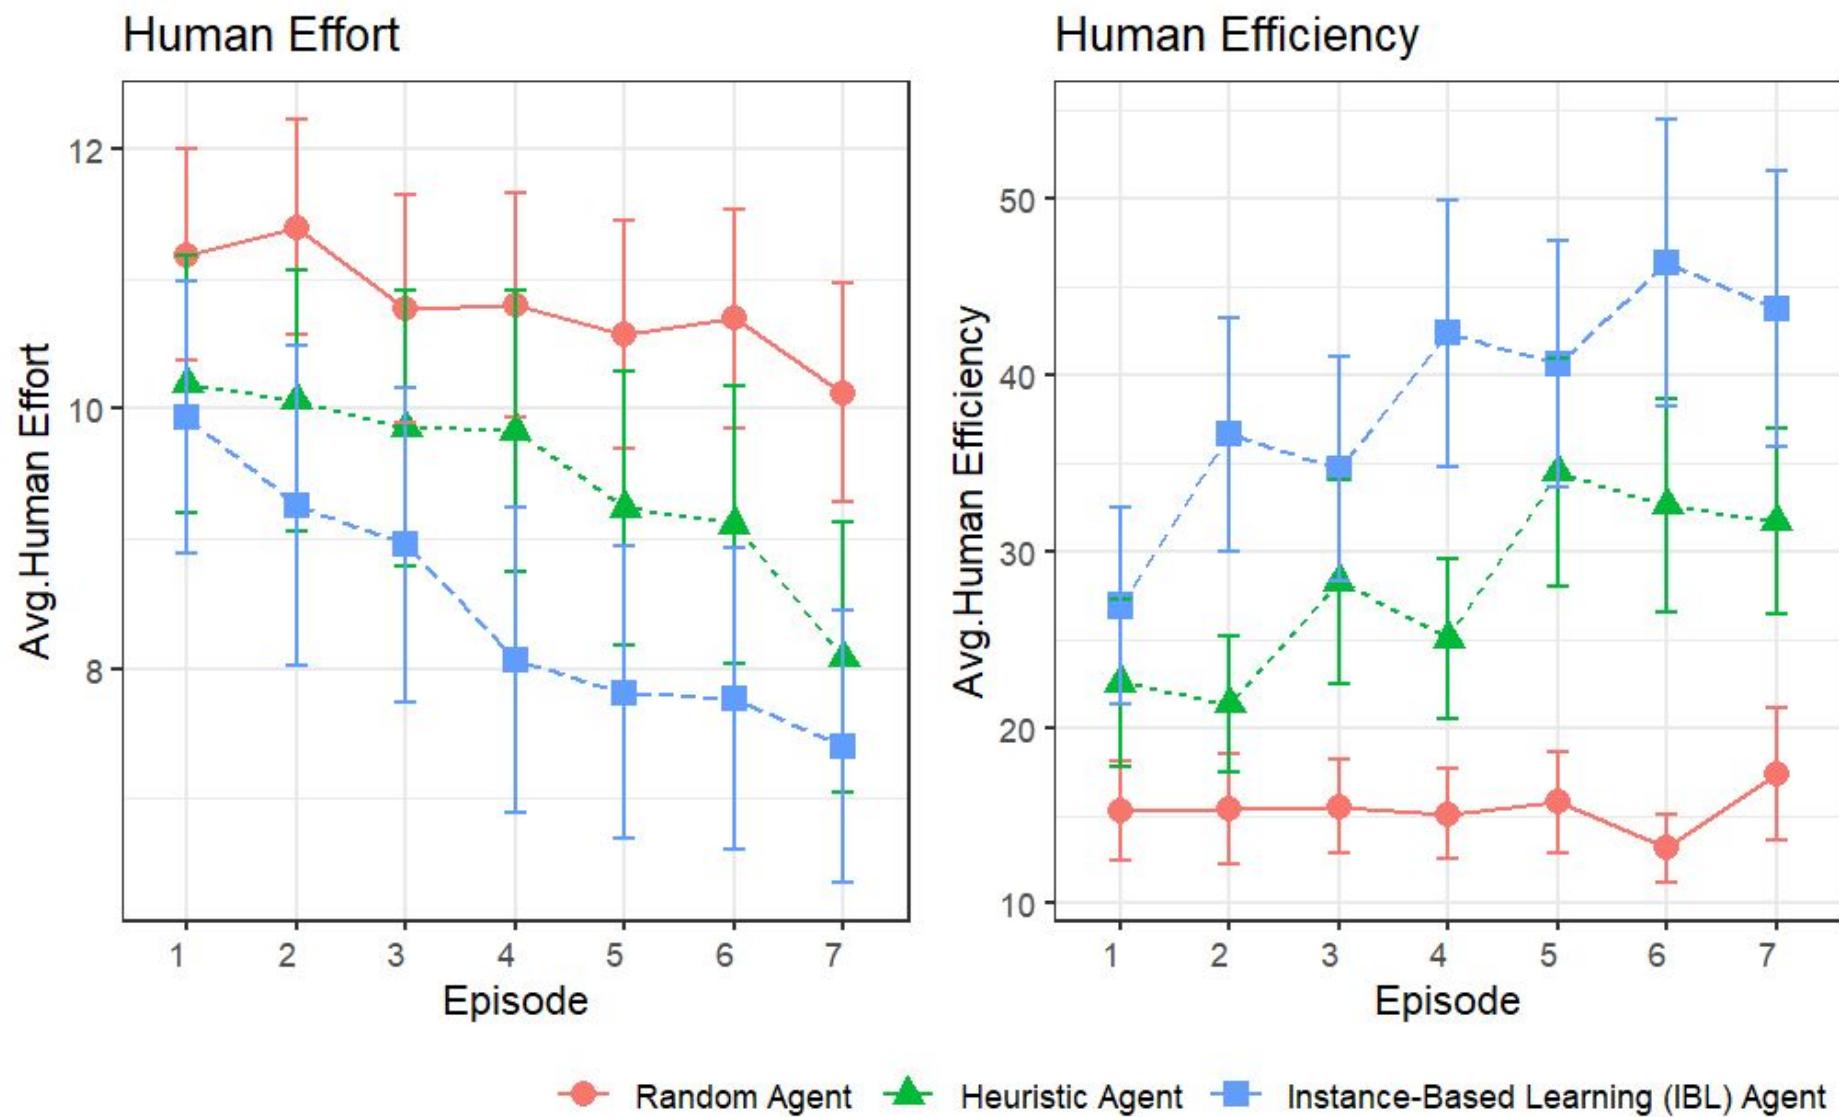 Human Effort
Avg.Human Effort
12
10
8
1 2 3 4 5 6 7
Episode
Human Efficiency
Avg.Human Efficiency
50
40
30
20
10
1 2 3 4 5 6 7
Episode
Random Agent Heuristic Agent Instance-Based Learning (IBL) Agent